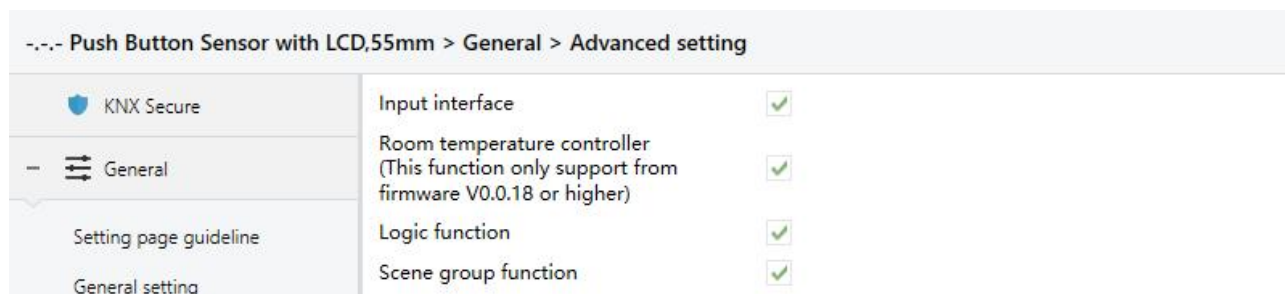 -.-.- Push Button Sensor with LCD,55mm > General > Advanced setting
KNX Secure
General
Setting page guideline
General setting
Input interface
Room temperature controller
(This function only support from
firmware V0.0.18 or higher)
Logic function
Scene group function